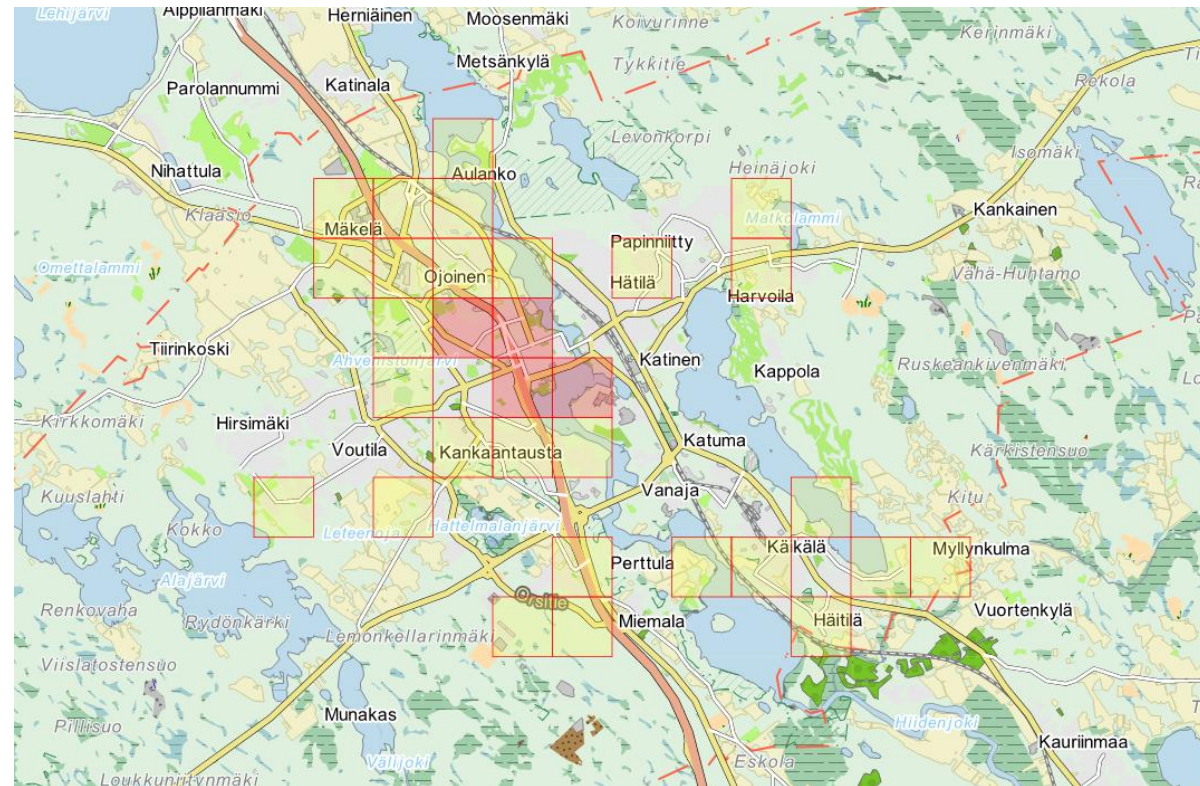 Lehijärvi
Alppilanmäki
Herniäinen
Moosenmäki
Koivurinne
Kerinmäki
Metsänkylä
Tykkitie
Parolannummi
Katinala
Rekola
Levonkorpi
Isomäki
Nihattula
Aulanko
Heinäjoki
Klaasio
Kankainen
Mäkelä
Papinniitty
Matkolammi
Omettalammi
Ojoinen
Hätilä
Vähä-Huhtamo
Harvoila
Tiirinkoski
Ahvenistonjärvi
Katinen
Kappola
Ruskeankivenmäki
Kirkkomäki
Hirsimäki
Voutila
Kankaantausta
Katuma
Kärkistensuo
Kuuslahti
Vanaja
Kitu
Kokko
Leteenoja
Hattelmalanjärvi
Käikälä
Myllynkulma
Alajärvi
Perttula
Orsitie
Renkovaha
Rydönkärki
Lemonkellarinmäki
Miemala
Häitilä
Vuortenkylä
Viislatostensuo
Pillisuo
Munakas
Hiidenjoki
Kauriinmaa
Välijoki
Eskola
Loukkuniitynmäki